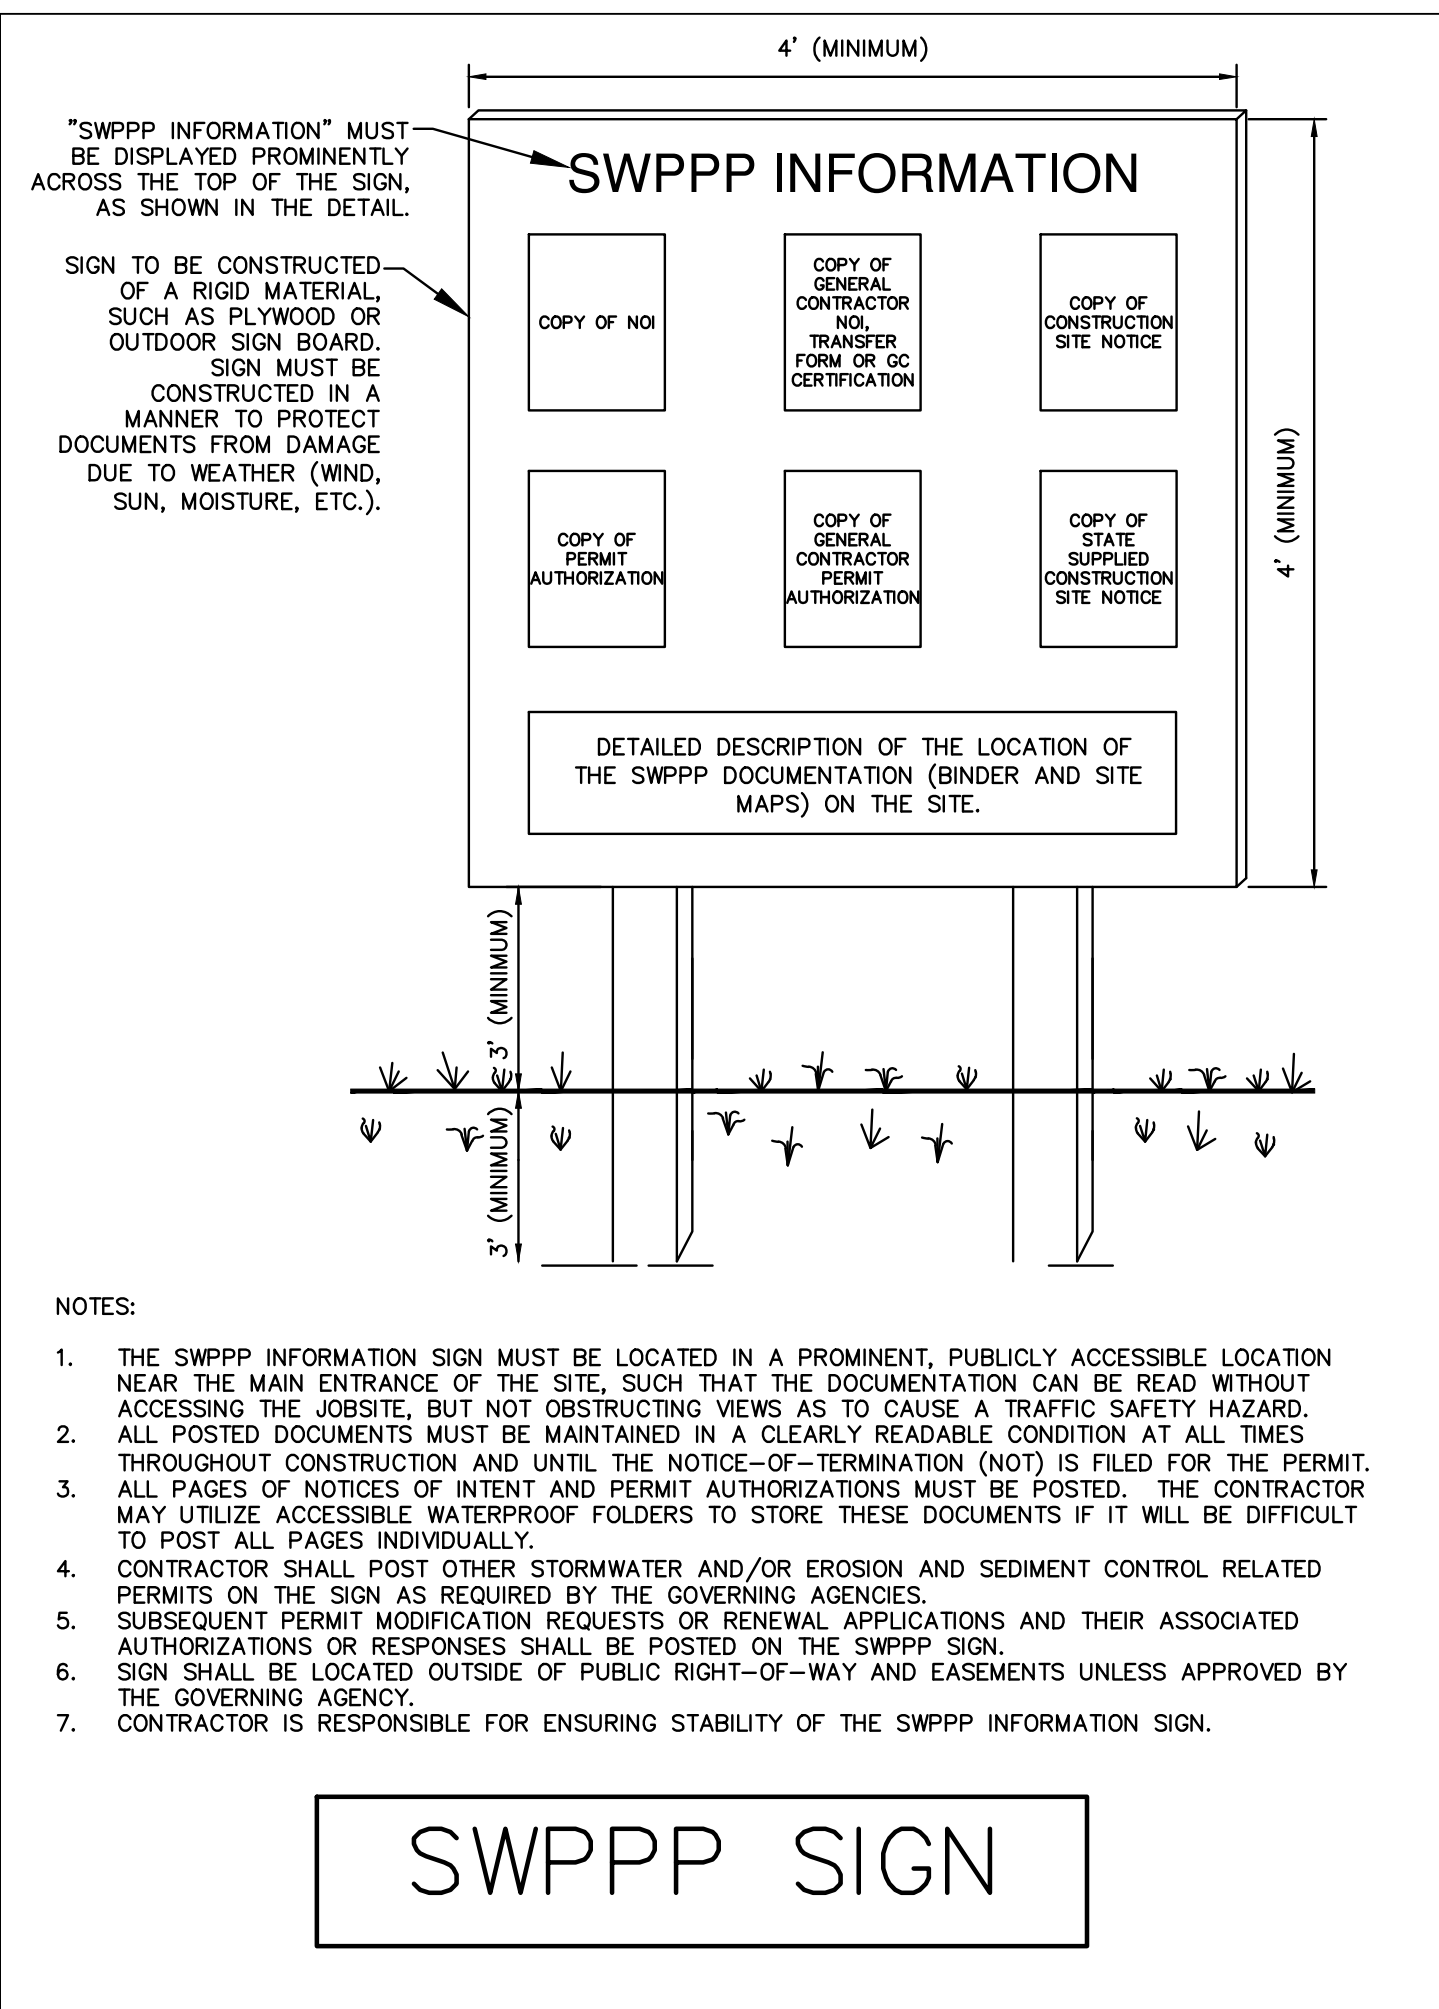 4' (MINIMUM)
"SWPPP INFORMATION" MUST
BE DISPLAYED PROMINENTLY
ACROSS THE TOP OF THE SIGN,
AS SHOWN IN THE DETAIL.
SIGN TO BE CONSTRUCTED
OF A RIGID MATERIAL,
SUCH AS PLYWOOD OR
OUTDOOR SIGN BOARD.
SIGN MUST BE
CONSTRUCTED IN A
MANNER TO PROTECT
DOCUMENTS FROM DAMAGE
DUE TO WEATHER (WIND,
SUN, MOISTURE, ETC.).
SWPPP INFORMATION
COPY OF NOI
COPY OF
GENERAL
CONTRACTOR
NOI,
TRANSFER
FORM OR GC
CERTIFICATION
COPY OF
CONSTRUCTION
SITE NOTICE
COPY OF
PERMIT
AUTHORIZATION
COPY OF
GENERAL
CONTRACTOR
PERMIT
AUTHORIZATION
COPY OF
STATE
SUPPLIED
CONSTRUCTION
SITE NOTICE
4' (MINIMUM)
DETAILED DESCRIPTION OF THE LOCATION OF
THE SWPPP DOCUMENTATION (BINDER AND SITE
MAPS) ON THE SITE.
3' (MINIMUM)
3' (MINIMUM)
NOTES:
1. THE SWPPP INFORMATION SIGN MUST BE LOCATED IN A PROMINENT, PUBLICLY ACCESSIBLE LOCATION
NEAR THE MAIN ENTRANCE OF THE SITE, SUCH THAT THE DOCUMENTATION CAN BE READ WITHOUT
ACCESSING THE JOBSITE, BUT NOT OBSTRUCTING VIEWS AS TO CAUSE A TRAFFIC SAFETY HAZARD.
2. ALL POSTED DOCUMENTS MUST BE MAINTAINED IN A CLEARLY READABLE CONDITION AT ALL TIMES
THROUGHOUT CONSTRUCTION AND UNTIL THE NOTICE-OF-TERMINATION (NOT) IS FILED FOR THE PERMIT.
3. ALL PAGES OF NOTICES OF INTENT AND PERMIT AUTHORIZATIONS MUST BE POSTED. THE CONTRACTOR
MAY UTILIZE ACCESSIBLE WATERPROOF FOLDERS TO STORE THESE DOCUMENTS IF IT WILL BE DIFFICULT
TO POST ALL PAGES INDIVIDUALLY.
4. CONTRACTOR SHALL POST OTHER STORMWATER AND/OR EROSION AND SEDIMENT CONTROL RELATED
PERMITS ON THE SIGN AS REQUIRED BY THE GOVERNING AGENCIES.
5. SUBSEQUENT PERMIT MODIFICATION REQUESTS OR RENEWAL APPLICATIONS AND THEIR ASSOCIATED
AUTHORIZATIONS OR RESPONSES SHALL BE POSTED ON THE SWPPP SIGN.
6. SIGN SHALL BE LOCATED OUTSIDE OF PUBLIC RIGHT-OF-WAY AND EASEMENTS UNLESS APPROVED BY
THE GOVERNING AGENCY.
7. CONTRACTOR IS RESPONSIBLE FOR ENSURING STABILITY OF THE SWPPP INFORMATION SIGN.
SWPPP SIGN